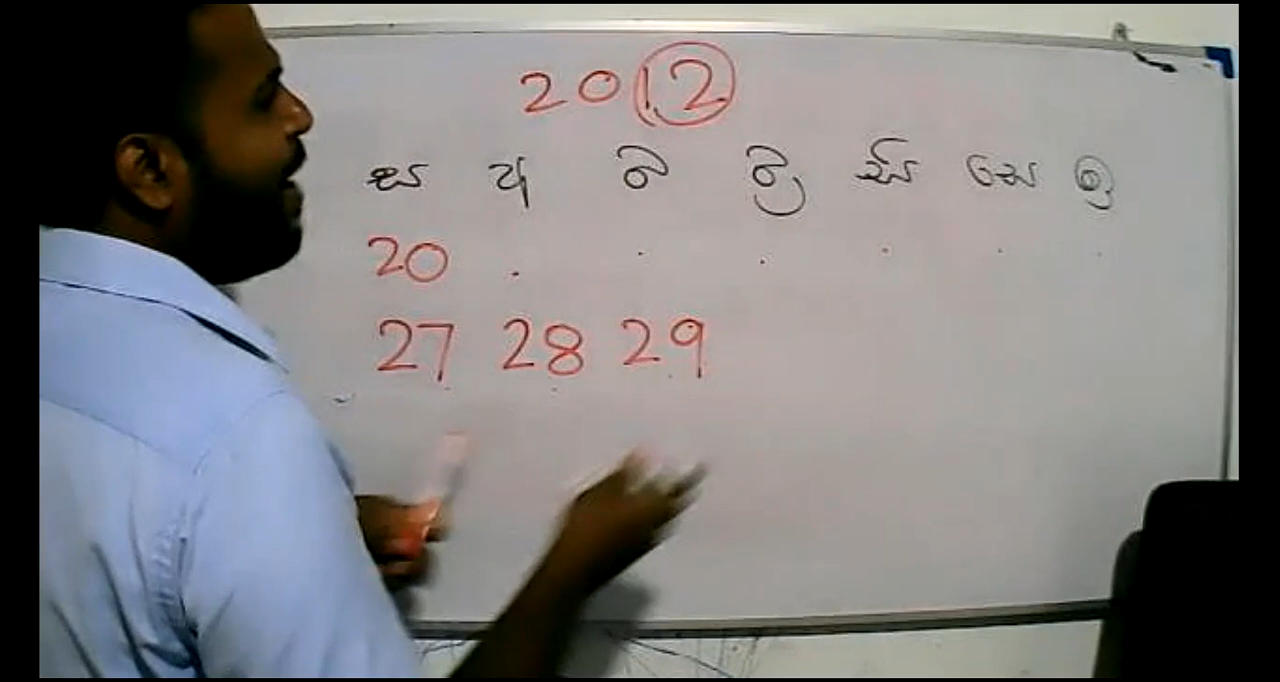 2012
ස අ බ බ්‍ර ස් සෙ ඉ
20 . . . . . .
27 28 29